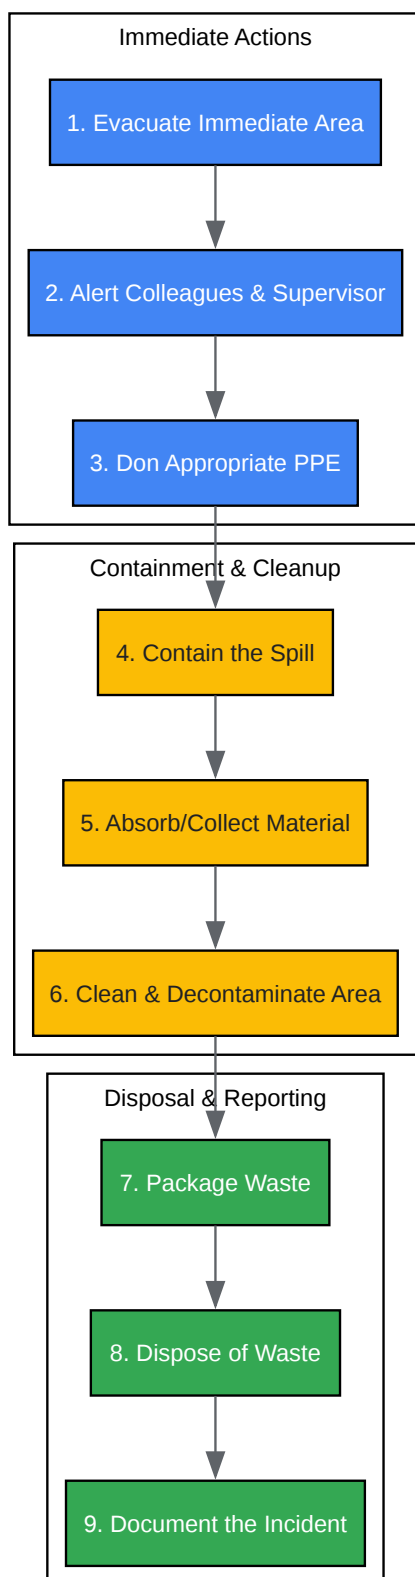 Immediate Actions
1. Evacuate Immediate Area
2. Alert Colleagues & Supervisor
3. Don Appropriate PPE
Containment & Cleanup
4. Contain the Spill
5. Absorb/Collect Material
6. Clean & Decontaminate Area
Disposal & Reporting
7. Package Waste
8. Dispose of Waste
9. Document the Incident